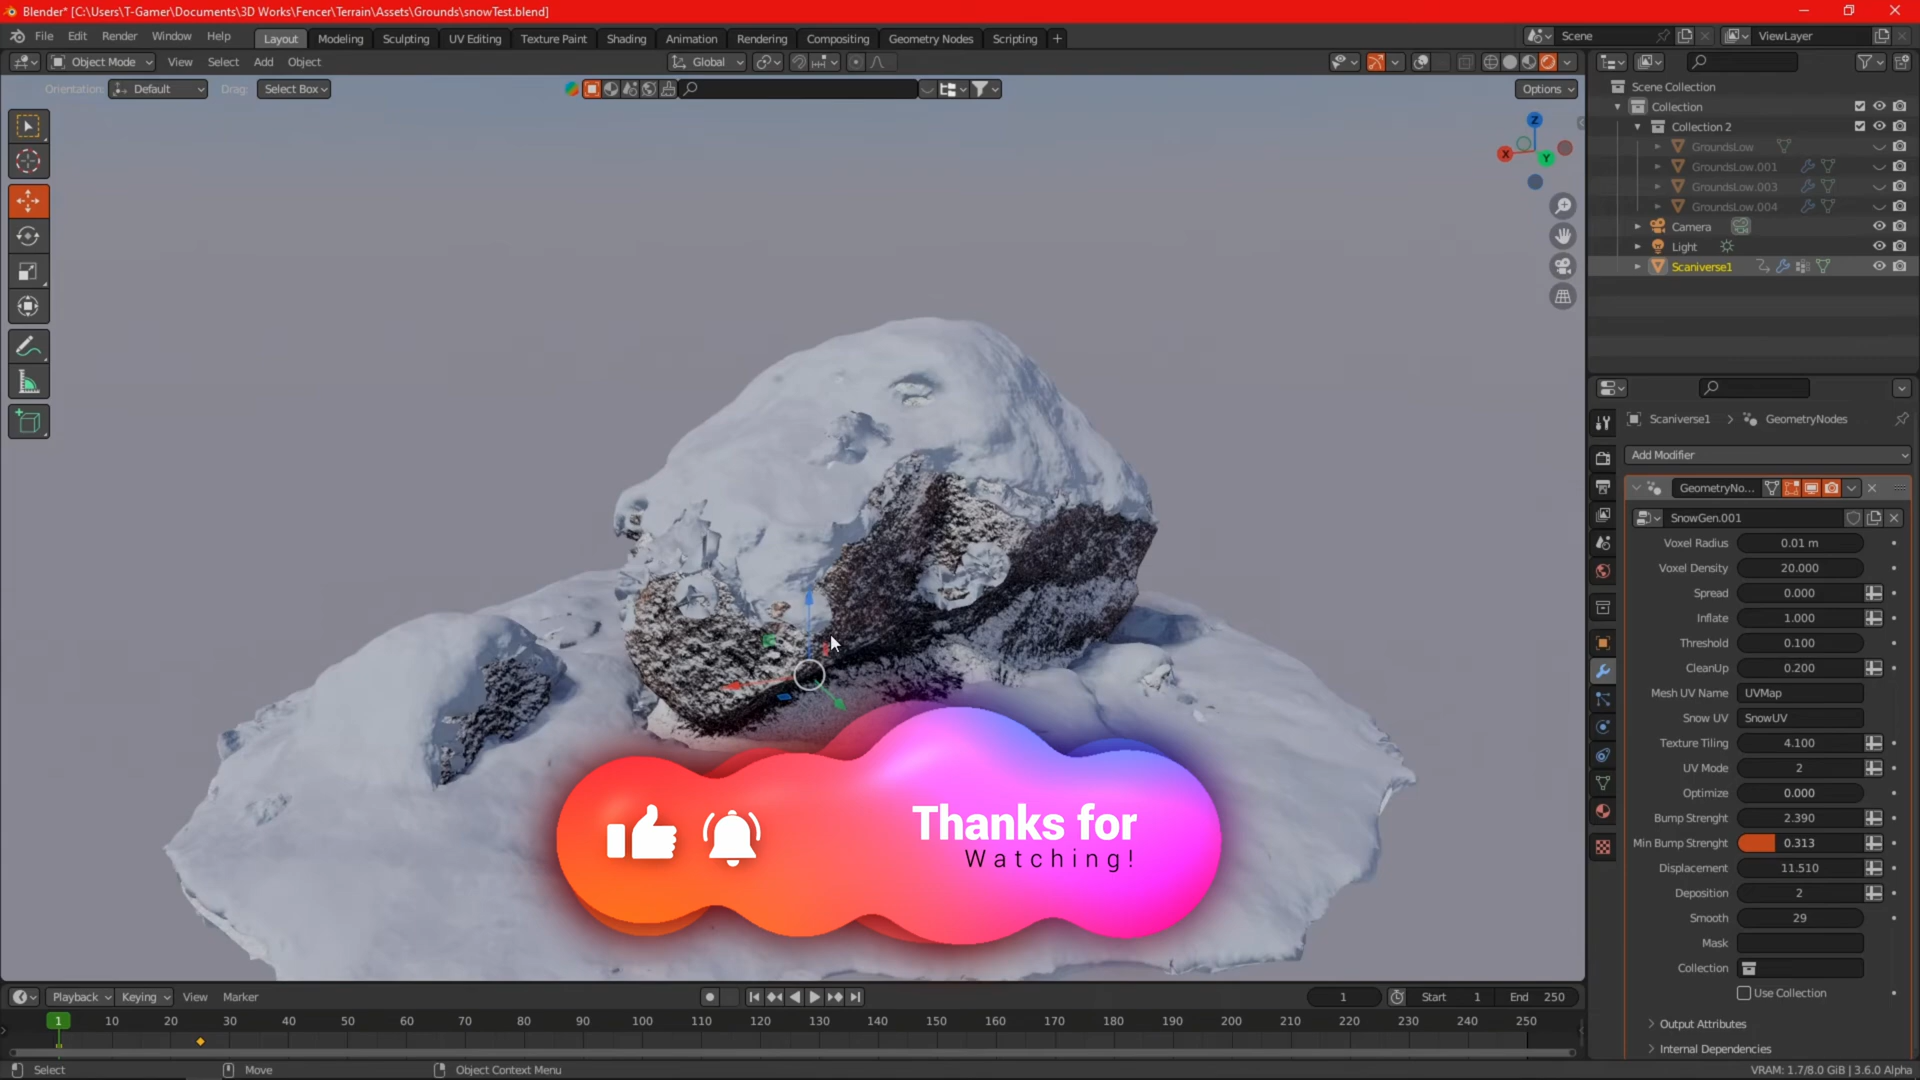 Blender* [C:\Users\T-Gamer\Documents\3D Works\Fencer\Terrain\Assets\Grounds\snowTest.blend]
File Edit Render Window Help Layout Modeling Sculpting UV Editing Texture Paint Shading Animation Rendering Compositing Geometry Nodes Scripting + Scene ViewLayer
Object Mode View Select Add Object Global
Orientation: Default Drag: Select Box Options
Scene Collection
Collection
Collection 2
GroundsLow
GroundsLow.001
GroundsLow.003
GroundsLow.004
Camera
Light
Scaniverse1
Z
X
Y
Scaniverse1 > GeometryNodes
Add Modifier
GeometryNo...
SnowGen.001
Voxel Radius 0.01 m
Voxel Density 20.000
Spread 0.000
Inflate 1.000
Threshold 0.100
CleanUp 0.200
Mesh UV Name UVMap
Snow UV SnowUV
Texture Tiling 4.100
UV Mode 2
Optimize 0.000
Bump Strenght 2.390
Min Bump Strenght 0.313
Displacement 11.510
Deposition 2
Smooth 29
Mask
Collection
Use Collection
Output Attributes
Internal Dependencies
Thanks for
Watching!
Playback Keying View Marker 1 Start 1 End 250
1 10 20 30 40 50 60 70 80 90 100 110 120 130 140 150 160 170 180 190 200 210 220 230 240 250
Select Move Object Context Menu VRAM: 1.7/8.0 GiB | 3.6.0 Alpha